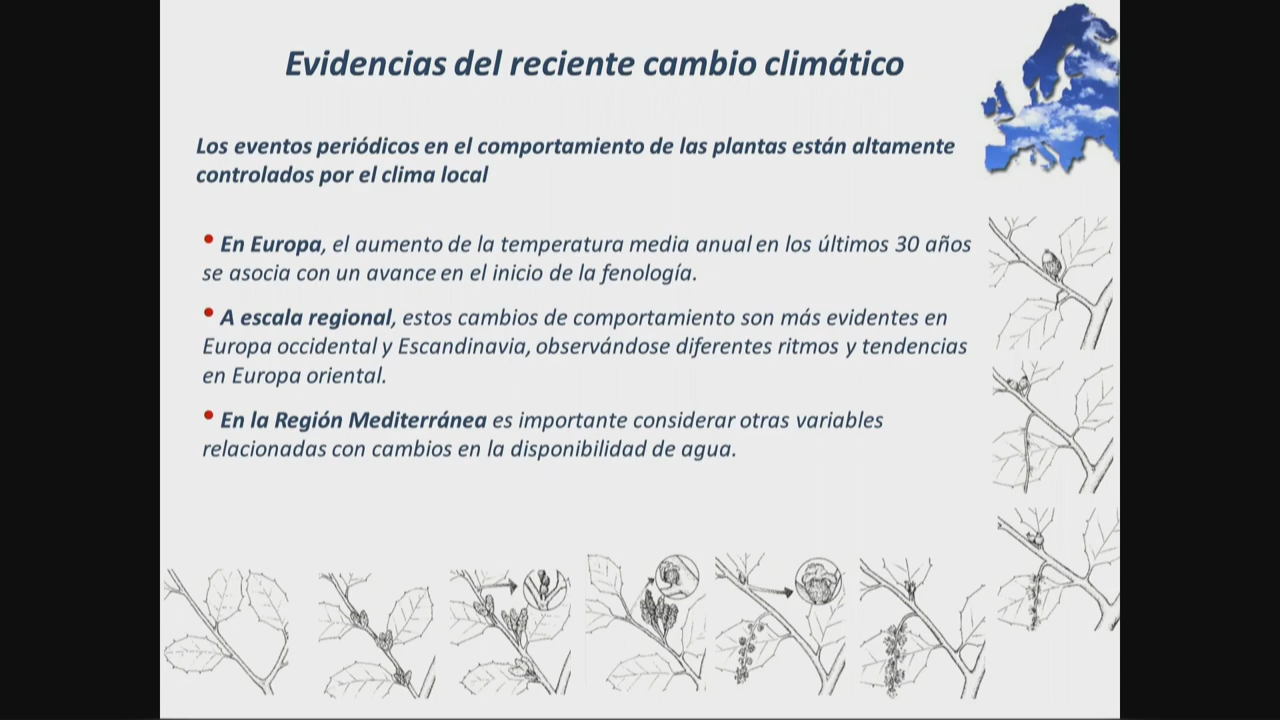 Evidencias del reciente cambio climático
Los eventos periódicos en el comportamiento de las plantas están altamente
controlados por el clima local
• En Europa, el aumento de la temperatura media anual en los últimos 30 años
se asocia con un avance en el inicio de la fenología.
• A escala regional, estos cambios de comportamiento son más evidentes en
Europa occidental y Escandinavia, observándose diferentes ritmos y tendencias
en Europa oriental.
• En la Región Mediterránea es importante considerar otras variables
relacionadas con cambios en la disponibilidad de agua.